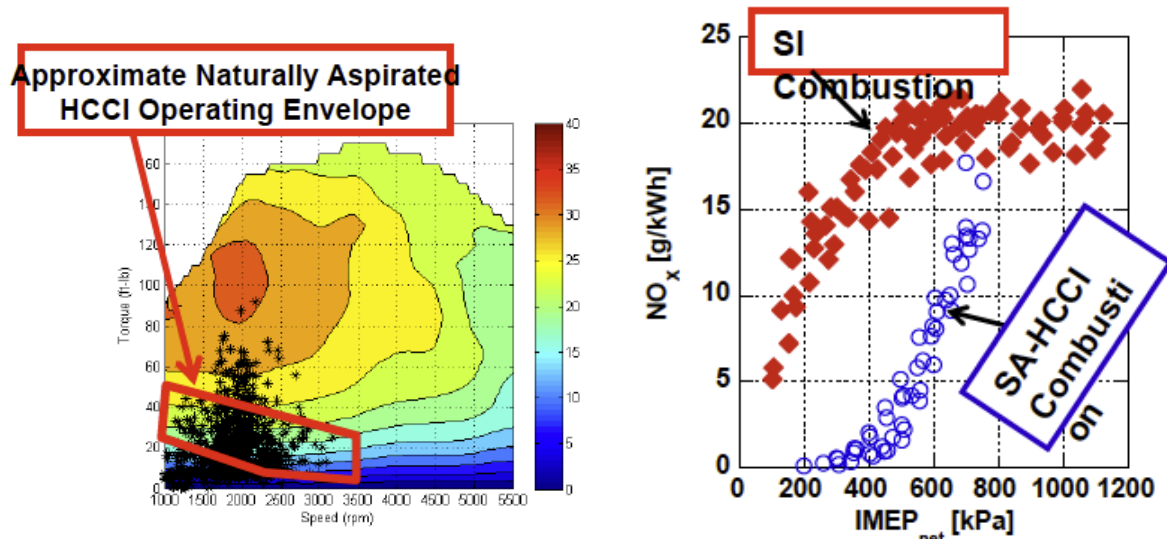 Approximate Naturally Aspirated
HCCI Operating Envelope
Torque (ft-lb)
160
140
120
100
80
60
40
20
0
1000 1500 2000 2500 3000 3500 4000 4500 5000 5500
Speed (rpm)
40
35
30
25
20
15
10
5
0
SI
Combustion
SA-HCCI
Combusti
on
NOx [g/kWh]
25
20
15
10
5
0
0 200 400 600 800 1000 1200
IMEPnet [kPa]